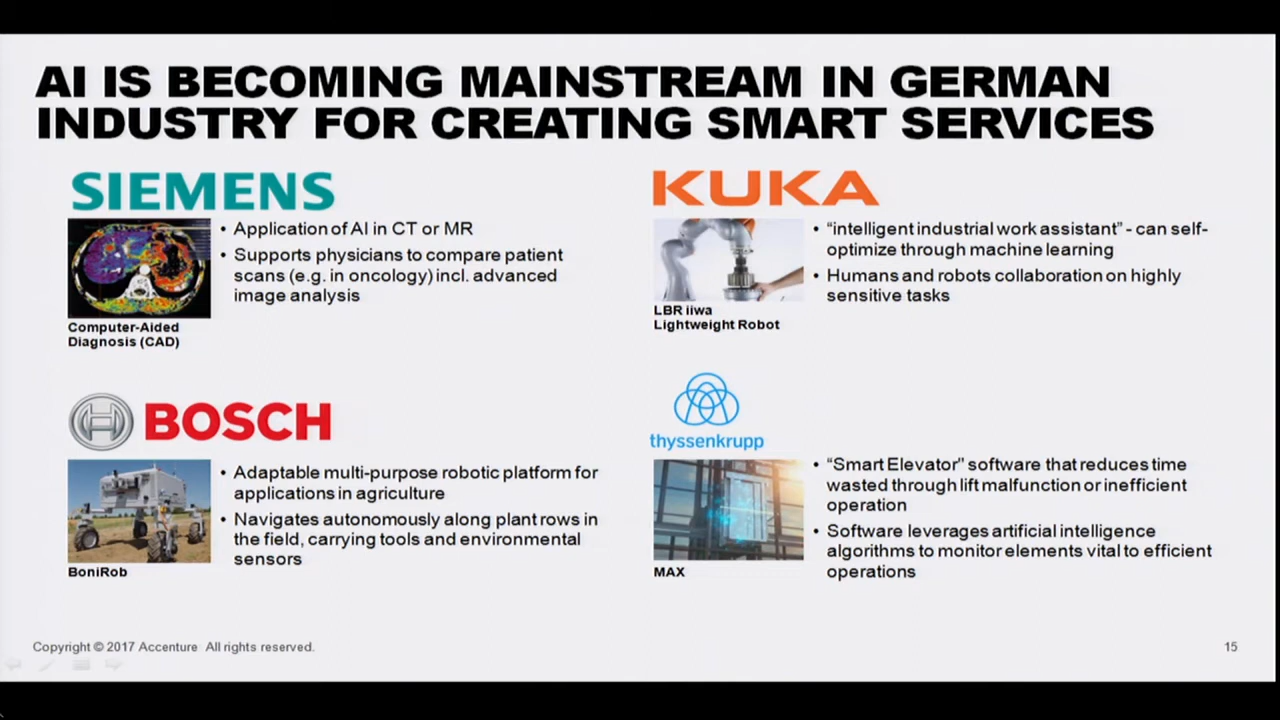 AI IS BECOMING MAINSTREAM IN GERMAN
INDUSTRY FOR CREATING SMART SERVICES
SIEMENS
• Application of AI in CT or MR
• Supports physicians to compare patient
scans (e.g. in oncology) incl. advanced
image analysis
Computer-Aided
Diagnosis (CAD)
KUKA
• “intelligent industrial work assistant” - can self-
optimize through machine learning
• Humans and robots collaboration on highly
sensitive tasks
LBR iiwa
Lightweight Robot
BOSCH
• Adaptable multi-purpose robotic platform for
applications in agriculture
• Navigates autonomously along plant rows in
the field, carrying tools and environmental
sensors
BoniRob
thyssenkrupp
• “Smart Elevator" software that reduces time
wasted through lift malfunction or inefficient
operation
• Software leverages artificial intelligence
algorithms to monitor elements vital to efficient
operations
MAX
Copyright © 2017 Accenture All rights reserved.
15